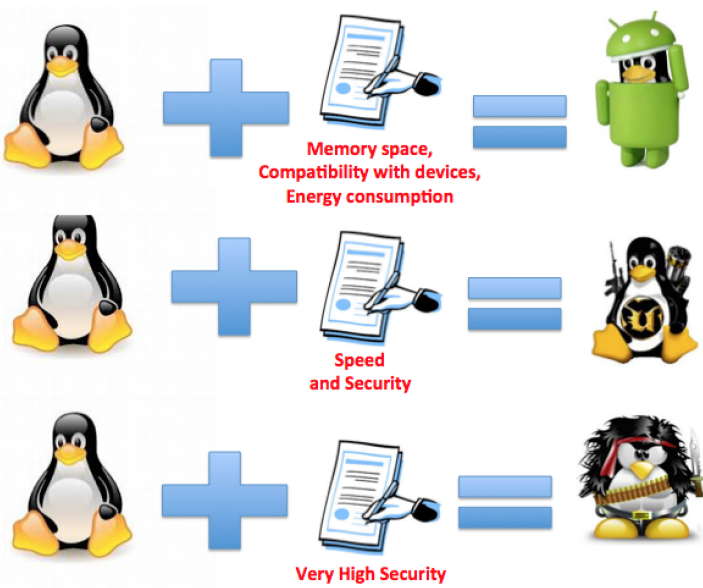 Memory space,
Compatibility with devices,
Energy consumption
Speed
and Security
Very High Security